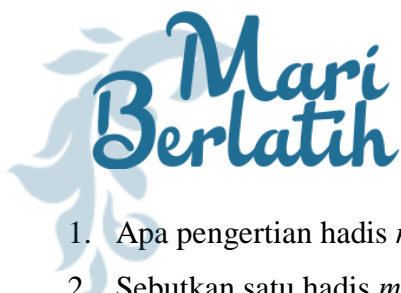 Mari
Berlatih
1. Apa pengertian hadis
2. Sebutkan satu hadis